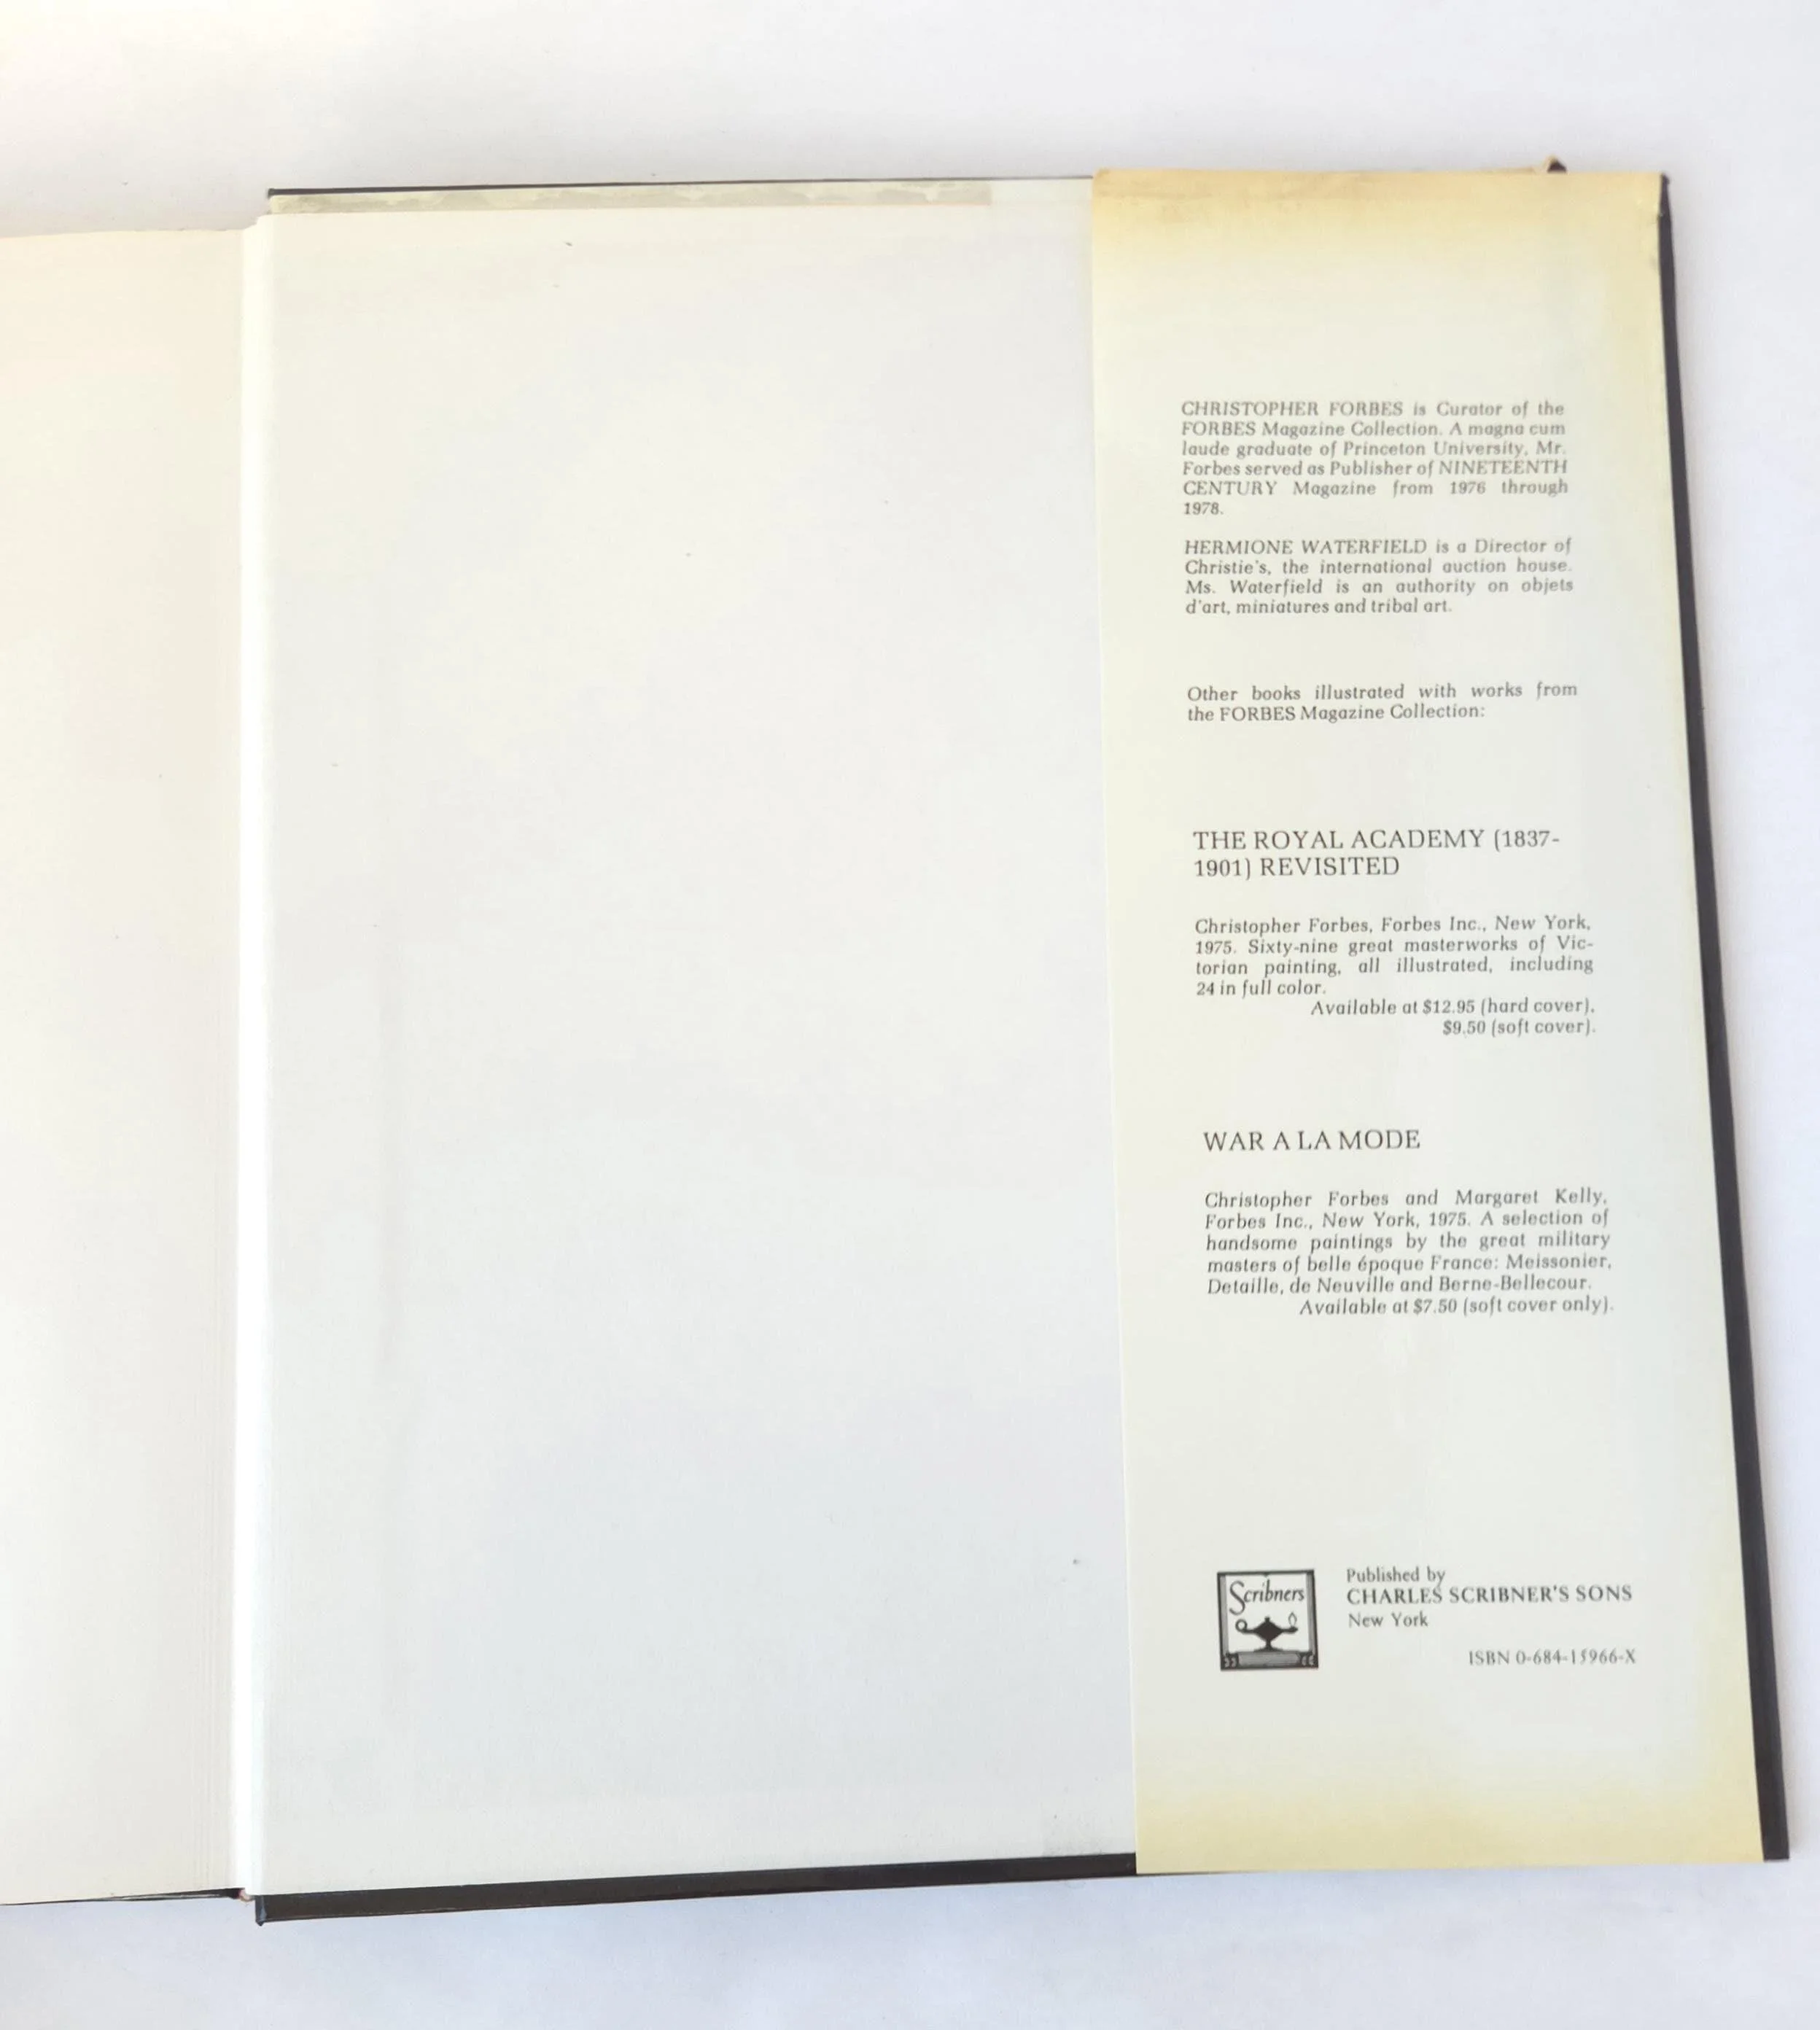 CHRISTOPHER FORBES is Curator of the
FORBES Magazine Collection. A magna cum
laude graduate of Princeton University, Mr.
Forbes served as Publisher of NINETEENTH
CENTURY Magazine from 1976 through
1978.
HERMIONE WATERFIELD is a Director of
Christie's, the international auction house.
Ms. Waterfield is an authority on objets
d'art, miniatures and tribal art.
Other books illustrated with works from
the FORBES Magazine Collection:
THE ROYAL ACADEMY (1837-
1901) REVISITED
Christopher Forbes, Forbes Inc., New York,
1975. Sixty-nine great masterworks of Vic-
torian painting, all illustrated, including
24 in full color.
Available at $12.95 (hard cover),
$9.50 (soft cover).
WAR A LA MODE
Christopher Forbes and Margaret Kelly,
Forbes Inc., New York, 1975. A selection of
handsome paintings by the great military
masters of belle époque France: Meissonier,
Detaille, de Neuville and Berne-Bellecour.
Available at $7.50 (soft cover only).
Scribners
Published by
CHARLES SCRIBNER'S SONS
New York
ISBN 0-684-15966-X